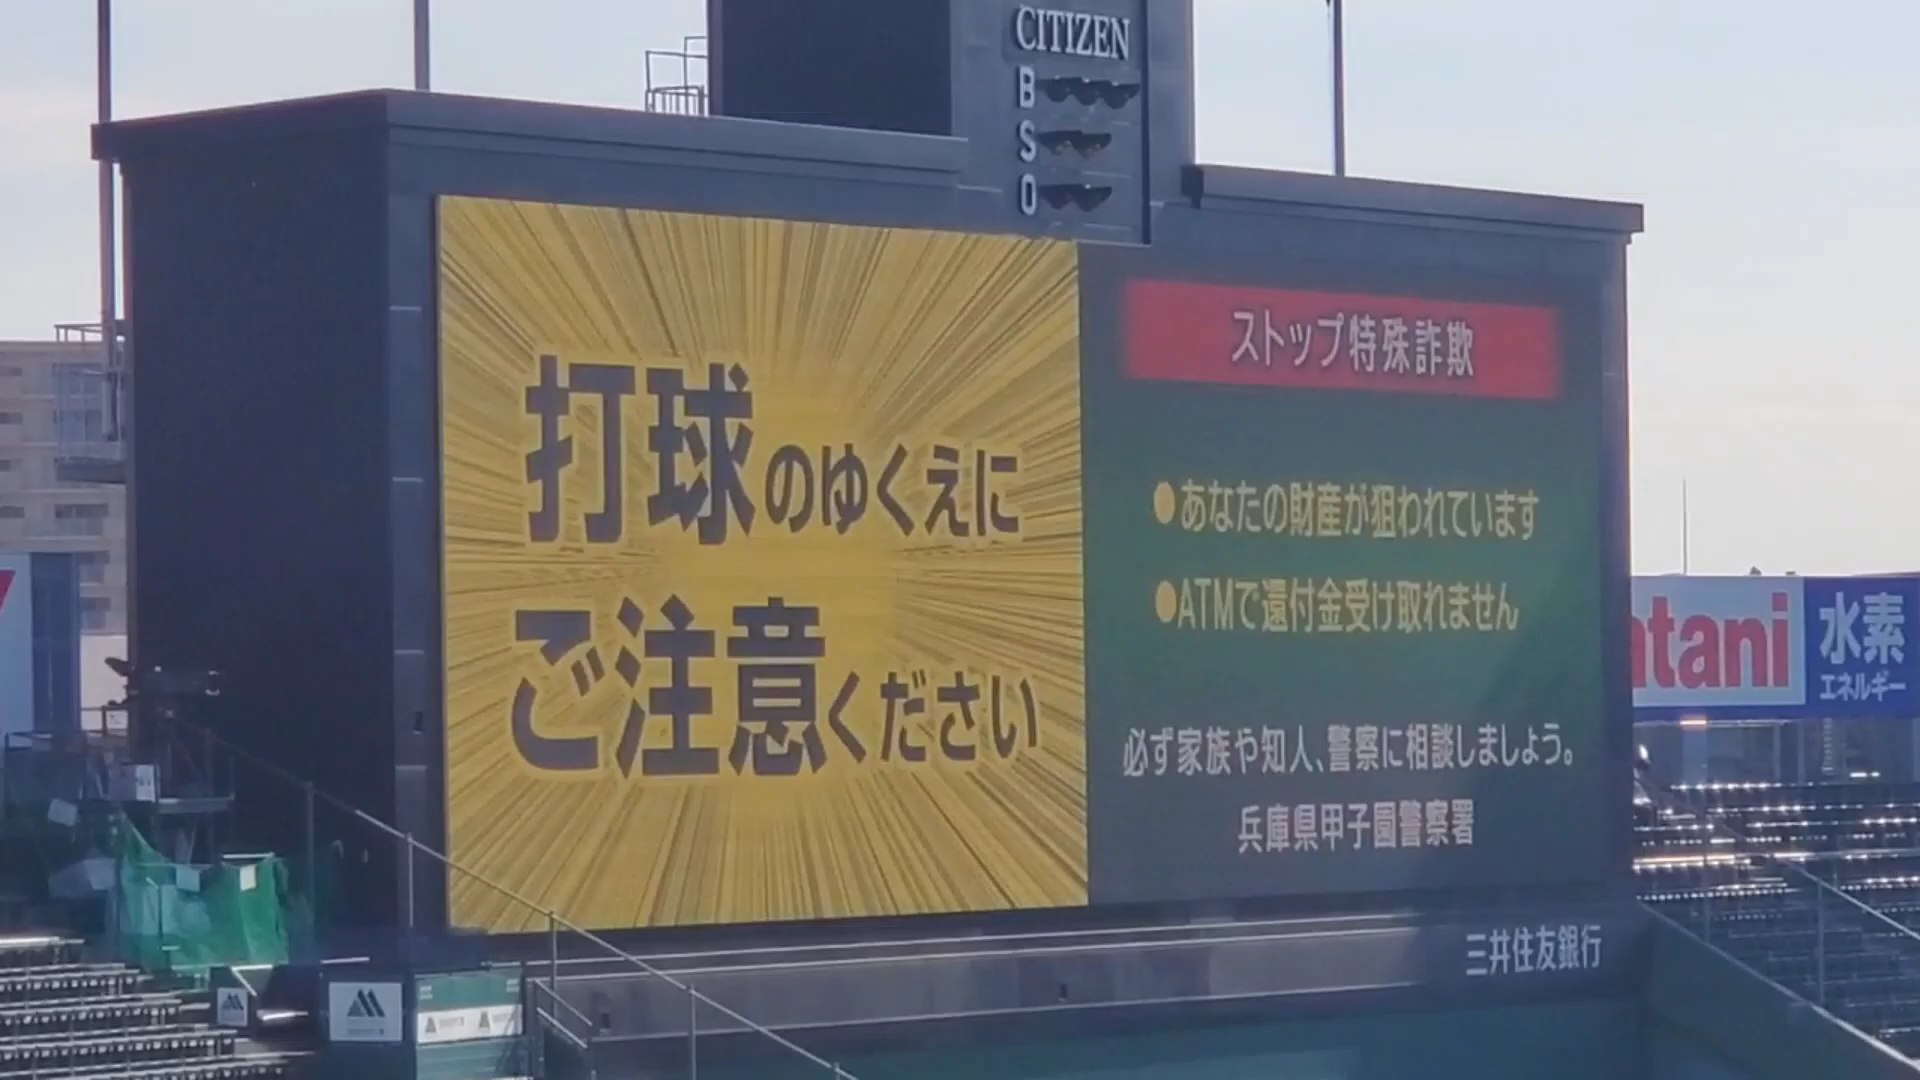 CITIZEN
B
S
O
打球のゆくえに
ご注意ください
ストップ特殊詐欺
●あなたの財産が狙われています
●ATMで還付金受け取れません
必ず家族や知人、警察に相談しましょう。
兵庫県甲子園警察署
三井住友銀行
atani
水素
エネルギー